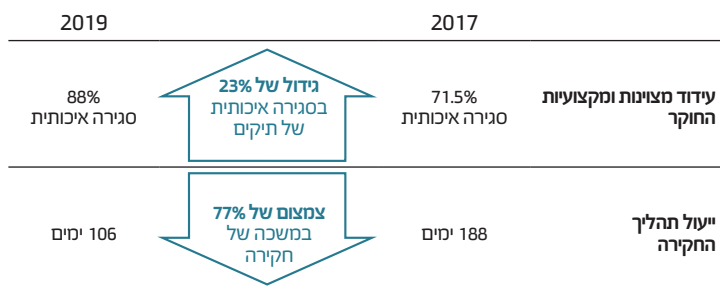 2017
2019
עידוד מצוינות ומקצועיות
החוקר
71.5%
סגירה איכותית
גידול של 23%
בסגירה איכותית
של תיקים
88%
סגירה איכותית
ייעול תהליך
החקירה
188 ימים
צמצום של 77%
במשכה של
חקירה
106 ימים